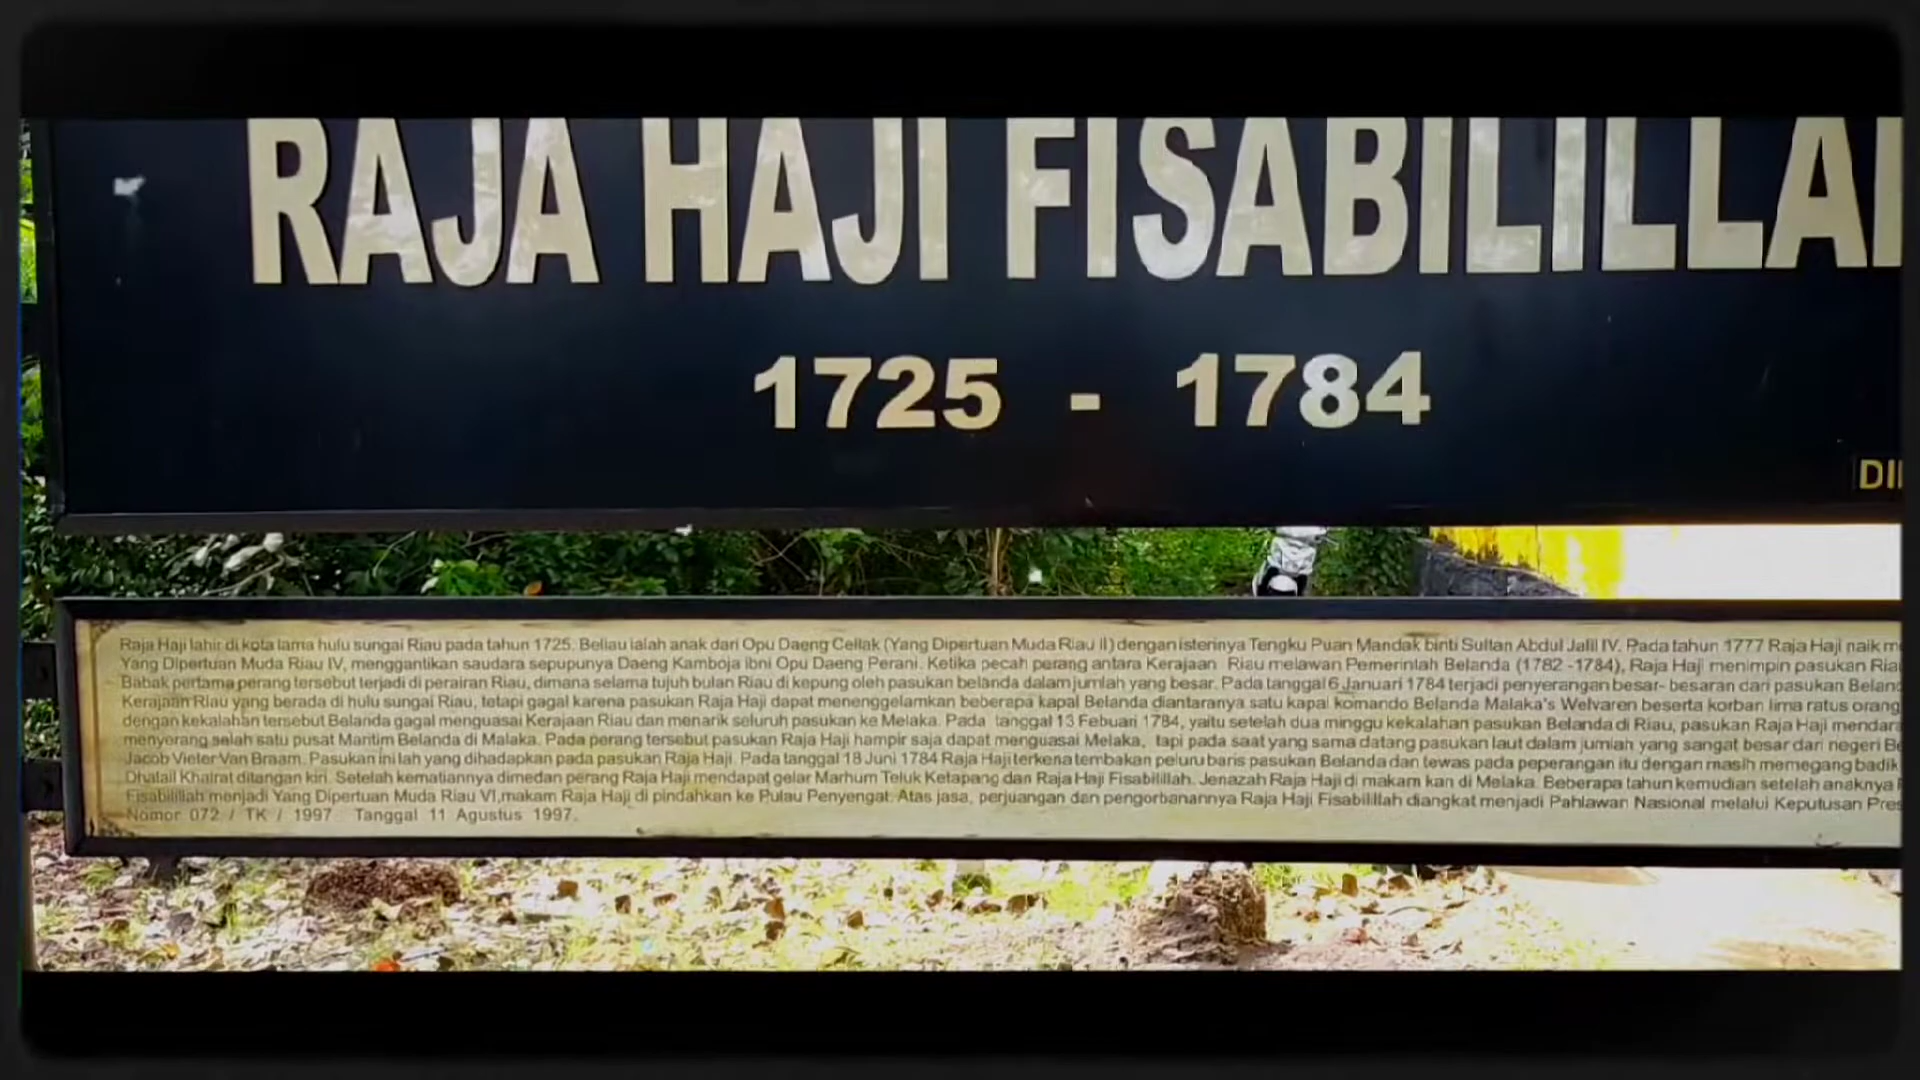 RAJA HAJI FISABILILLA
1725 - 1784
DI
Raja Haji lahir di kota lama hulu sungai Riau pada tahun 1725. Beliau ialah anak dari Opu Daeng Cellak (Yang Dipertuan Muda Riau II) dengan isterinya Tengku Puan Mandak binti Sultan Abdul Jalil IV. Pada tahun 1777 Raja Haji naik
Yang Dipertuan Muda Riau IV, menggantikan saudara sepupunya Daeng Kamboja ibni Opu Daeng Perani. Ketika pecah perang antara Kerajaan Riau melawan Pemerintah Belanda (1782 -1784), Raja Haji menimpin pasukan Ria
Babak pertama perang tersebut terjadi di perairan Riau, dimana selama tujuh bulan Riau di kepung oleh pasukan belanda dalam jumlah yang besar. Pada tanggal 6 Januari 1784 terjadi penyerangan besar- besaran dari pasukan Belan
Kerajaan Riau yang berada di hulu sungai Riau, tetapi gagal karena pasukan Raja Haji dapat menenggelamkan beberapa kapal Belanda diantaranya satu kapal komando Belanda Malaka's Welvaren beserta korban lima ratus orang
dengan kekalahan tersebut Belanda gagal menguasai Kerajaan Riau dan menarik seluruh pasukan ke Melaka. Pada tanggal 13 Febuari 1784, yaitu setelah dua minggu kekalahan pasukan Belanda di Riau, pasukan Raja Haji mendara
menyerang selah satu pusat Maritim Belanda di Malaka. Pada perang tersebut pasukan Raja Haji hampir saja dapat menguasai Melaka, tapi pada saat yang sama datang pasukan laut dalam jumlah yang sangat besar dari negeri Be
Jacob Vieter Van Braam. Pasukan ini lah yang dihadapkan pada pasukan Raja Haji. Pada tanggal 18 Juni 1784 Raja Haji terkena tembakan peluru baris pasukan Belanda dan tewas pada peperangan itu dengan masih memegang badik
Dhalail Khairat ditangan kiri. Setelah kematiannya dimedan perang Raja Haji mendapat gelar Marhum Teluk Ketapang dan Raja Haji Fisabilillah. Jenazah Raja Haji di makam kan di Melaka. Beberapa tahun kemudian setelah anaknya
Fisabilillah menjadi Yang Dipertuan Muda Riau VI,makam Raja Haji di pindahkan ke Pulau Penyengat. Atas jasa, perjuangan dan pengorbanannya Raja Haji Fisabilillah diangkat menjadi Pahlawan Nasional melalui Keputusan Pres
Nomor 072 / TK / 1997 Tanggal 11 Agustus 1997.